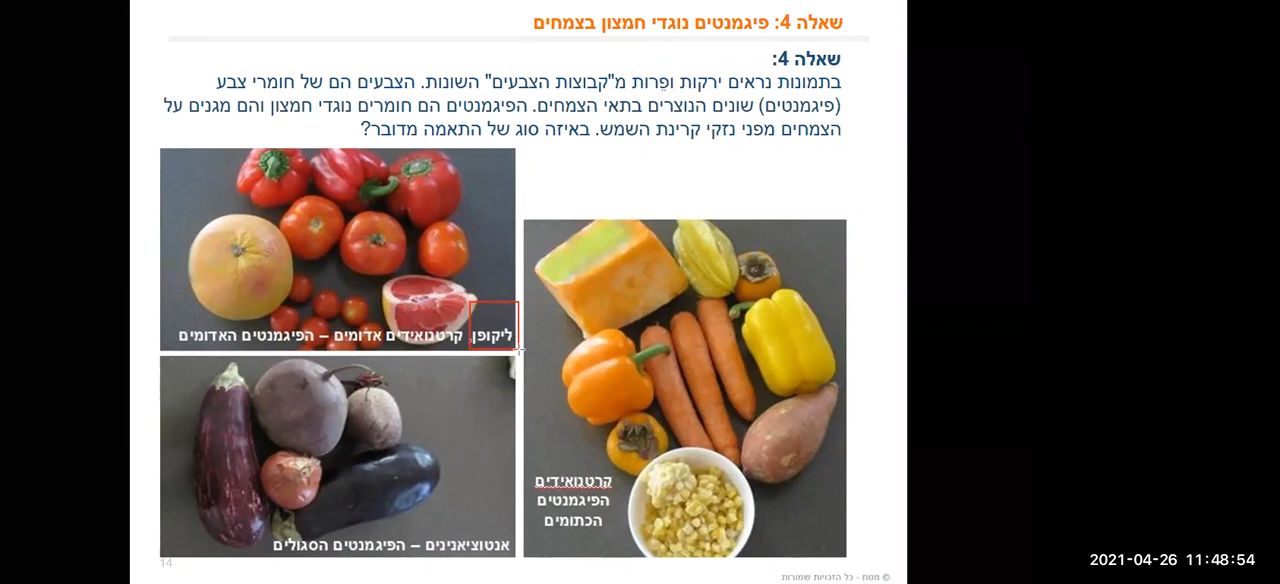 שאלה 4: פיגמנטים נוגדי חמצון בצמחים
שאלה 4:
בתמונות נראים ירקות ופֵרות מ"קבוצות הצבעים" השונות. הצבעים הם של חומרי צבע
(פיגמנטים) שונים הנוצרים בתאי הצמחים. הפיגמנטים הם חומרים נוגדי חמצון והם מגנים על
הצמחים מפני נזקי קרינת השמש. באיזה סוג של התאמה מדובר?
ליקופן, קרטנואידים אדומים – הפיגמנטים האדומים
קרטנואידים
הפיגמנטים
הכתומים
אנטוציאנינים – הפיגמנטים הסגולים
14
© מטח - כל הזכויות שמורות
2021-04-26 11:48:54